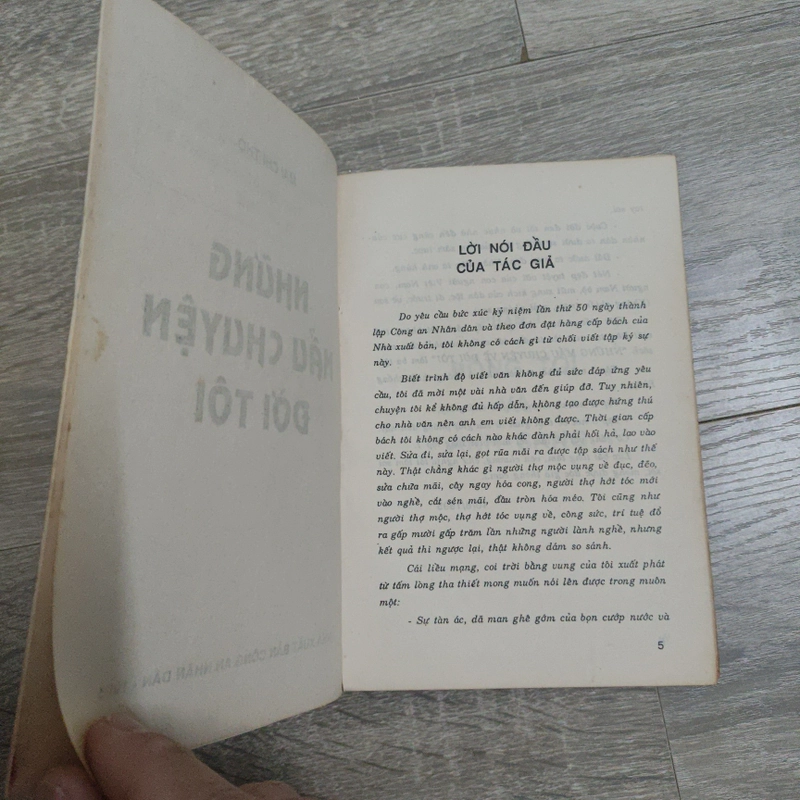 NHỮNG
MẨU CHUYỆN
ĐỜI TÔI
LỜI NÓI ĐẦU
CỦA TÁC GIẢ
Do yêu cầu bức xúc kỷ niệm lần thứ 50 ngày thành
lập Công an Nhân dân và theo đơn đặt hàng cấp bách của
Nhà xuất bản, tôi không có cách gì từ chối viết tập ký sự
này.
Biết trình độ viết văn không đủ sức đáp ứng yêu
cầu, tôi đã mời một vài nhà văn đến giúp đỡ. Tuy nhiên,
chuyện tôi kể không đủ hấp dẫn, không tạo được hứng thú
cho nhà văn nên anh em viết không được. Thời gian cấp
bách tôi không có cách nào khác đành phải hối hả, lao vào
viết. Sửa đi, sửa lại, gọt rũa mãi ra được tập sách như thế
này. Thật chẳng khác gì người thợ mộc vụng về đục, đẽo,
sửa chữa mãi, cây ngay hóa cong, người thợ hớt tóc mới
vào nghề, cắt sén mãi, đầu tròn hóa méo. Tôi cũng như
người thợ mộc, thợ hớt tóc vụng về, công sức, trí tuệ đổ
ra gấp mười gấp trăm lần những người lành nghề, nhưng
kết quả thì ngược lại, thật không dám so sánh.
Cái liều mạng, coi trời bằng vung của tôi xuất phát
từ tấm lòng tha thiết mong muốn nói lên được trong muôn
một:
- Sự tàn ác, dã man ghê gớm của bọn cướp nước và
5